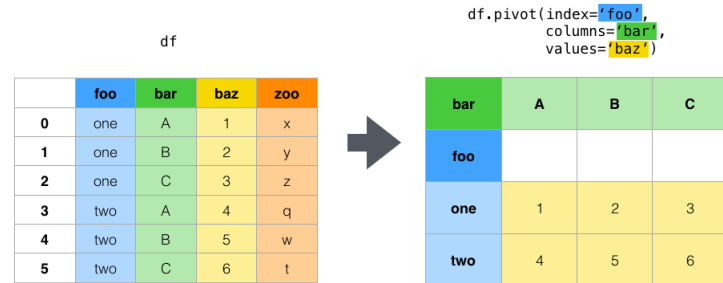 df
df.pivot(index=‘foo’,
columns=‘bar’,
values=‘baz’)
foo bar baz zoo
0 one A 1 x
1 one B 2 y
2 one C 3 z
3 two A 4 q
4 two B 5 w
5 two C 6 t
bar A B C
foo
one 1 2 3
two 4 5 6